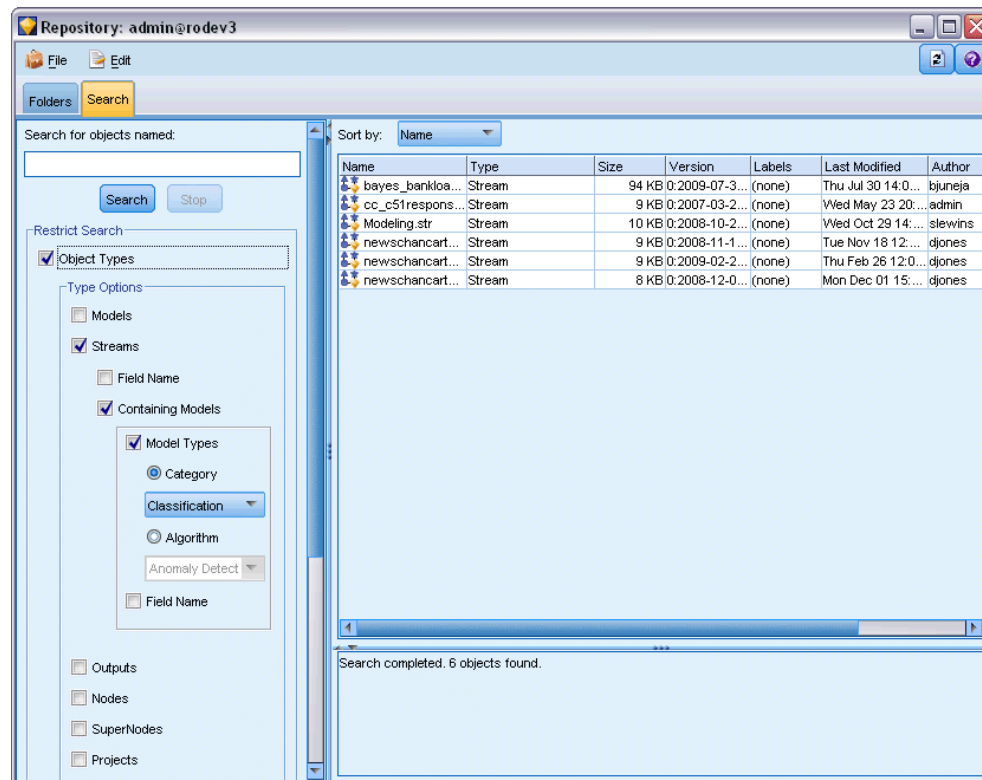 Repository: admin@rodev3
File Edit
Folders Search
Search for objects named:
Search Stop
Restrict Search
Object Types
Type Options
Models
Streams
Field Name
Containing Models
Model Types
Category
Classification
Algorithm
Anomaly Detect
Field Name
Outputs
Nodes
SuperNodes
Projects
Sort by: Name
Name Type Size Version Labels Last Modified Author
bayes_bankloa... Stream 94 KB 0:2009-07-3... (none) Thu Jul 30 14:0... bjuneja
cc_c51respons... Stream 9 KB 0:2007-03-2... (none) Wed May 23 20:... admin
Modeling.str Stream 10 KB 0:2008-10-2... (none) Wed Oct 29 14:... slewins
newschancart... Stream 9 KB 0:2008-11-1... (none) Tue Nov 18 12:... djones
newschancart... Stream 9 KB 0:2009-02-2... (none) Thu Feb 26 12:0... djones
newschancart... Stream 8 KB 0:2008-12-0... (none) Mon Dec 01 15:... djones
Search completed. 6 objects found.